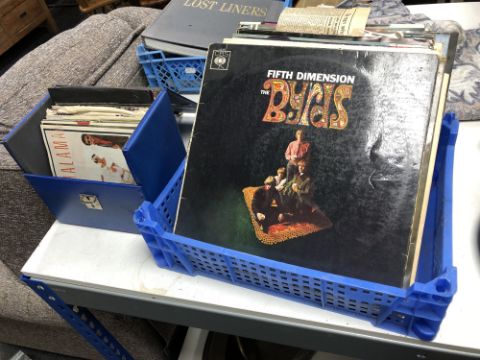 LOST LINERS
CBS
FIFTH DIMENSION
THE
Byrds
ALAMA